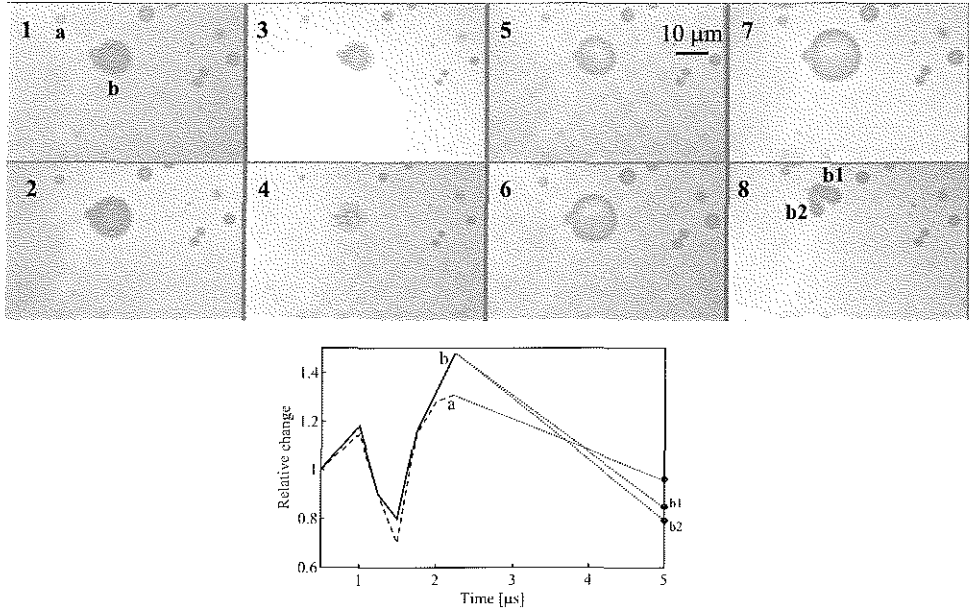 1 a 3 5 7
10 µm
b
2 4 6 b1 8
b2
1.4
b
1.2
a
Relative change
1
0.8
b1
b2
0.6
1 2 3 4 5
Time [µs]